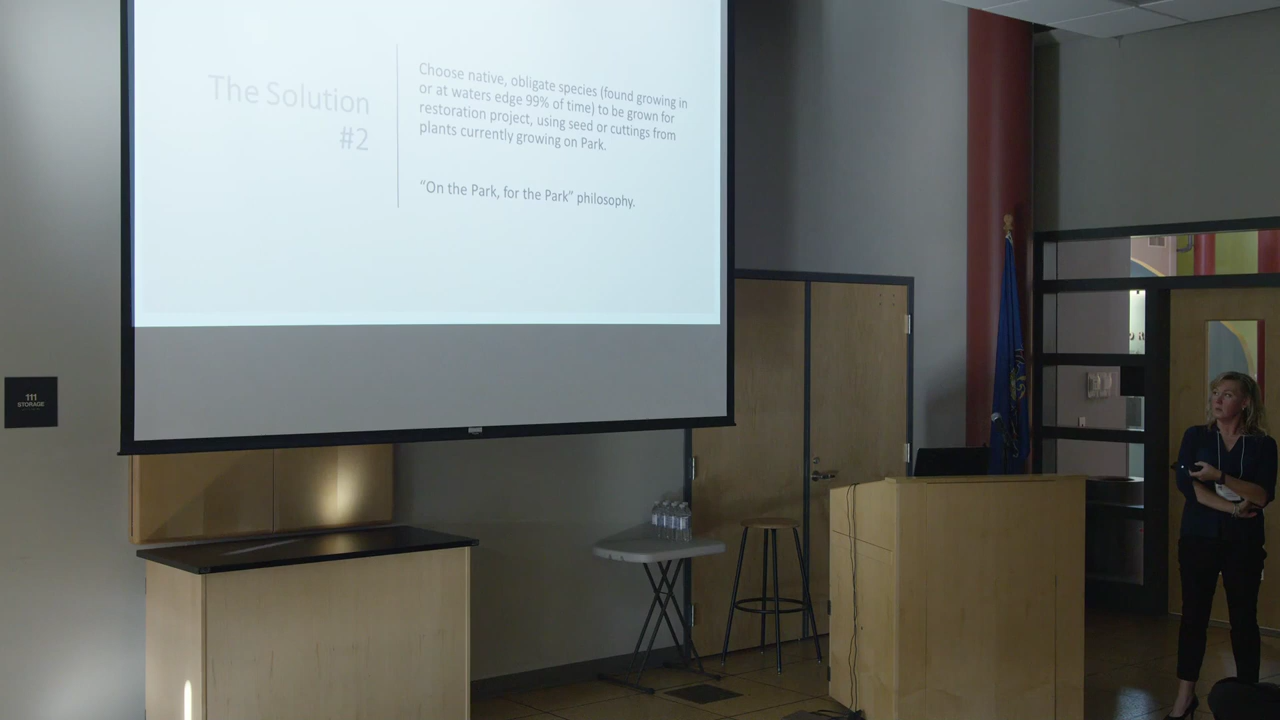 The Solution
#2
Choose native, obligate species (found growing in
or at waters edge 99% of time) to be grown for
restoration project, using seed or cuttings from
plants currently growing on Park.
“On the Park, for the Park” philosophy.
111
STORAGE